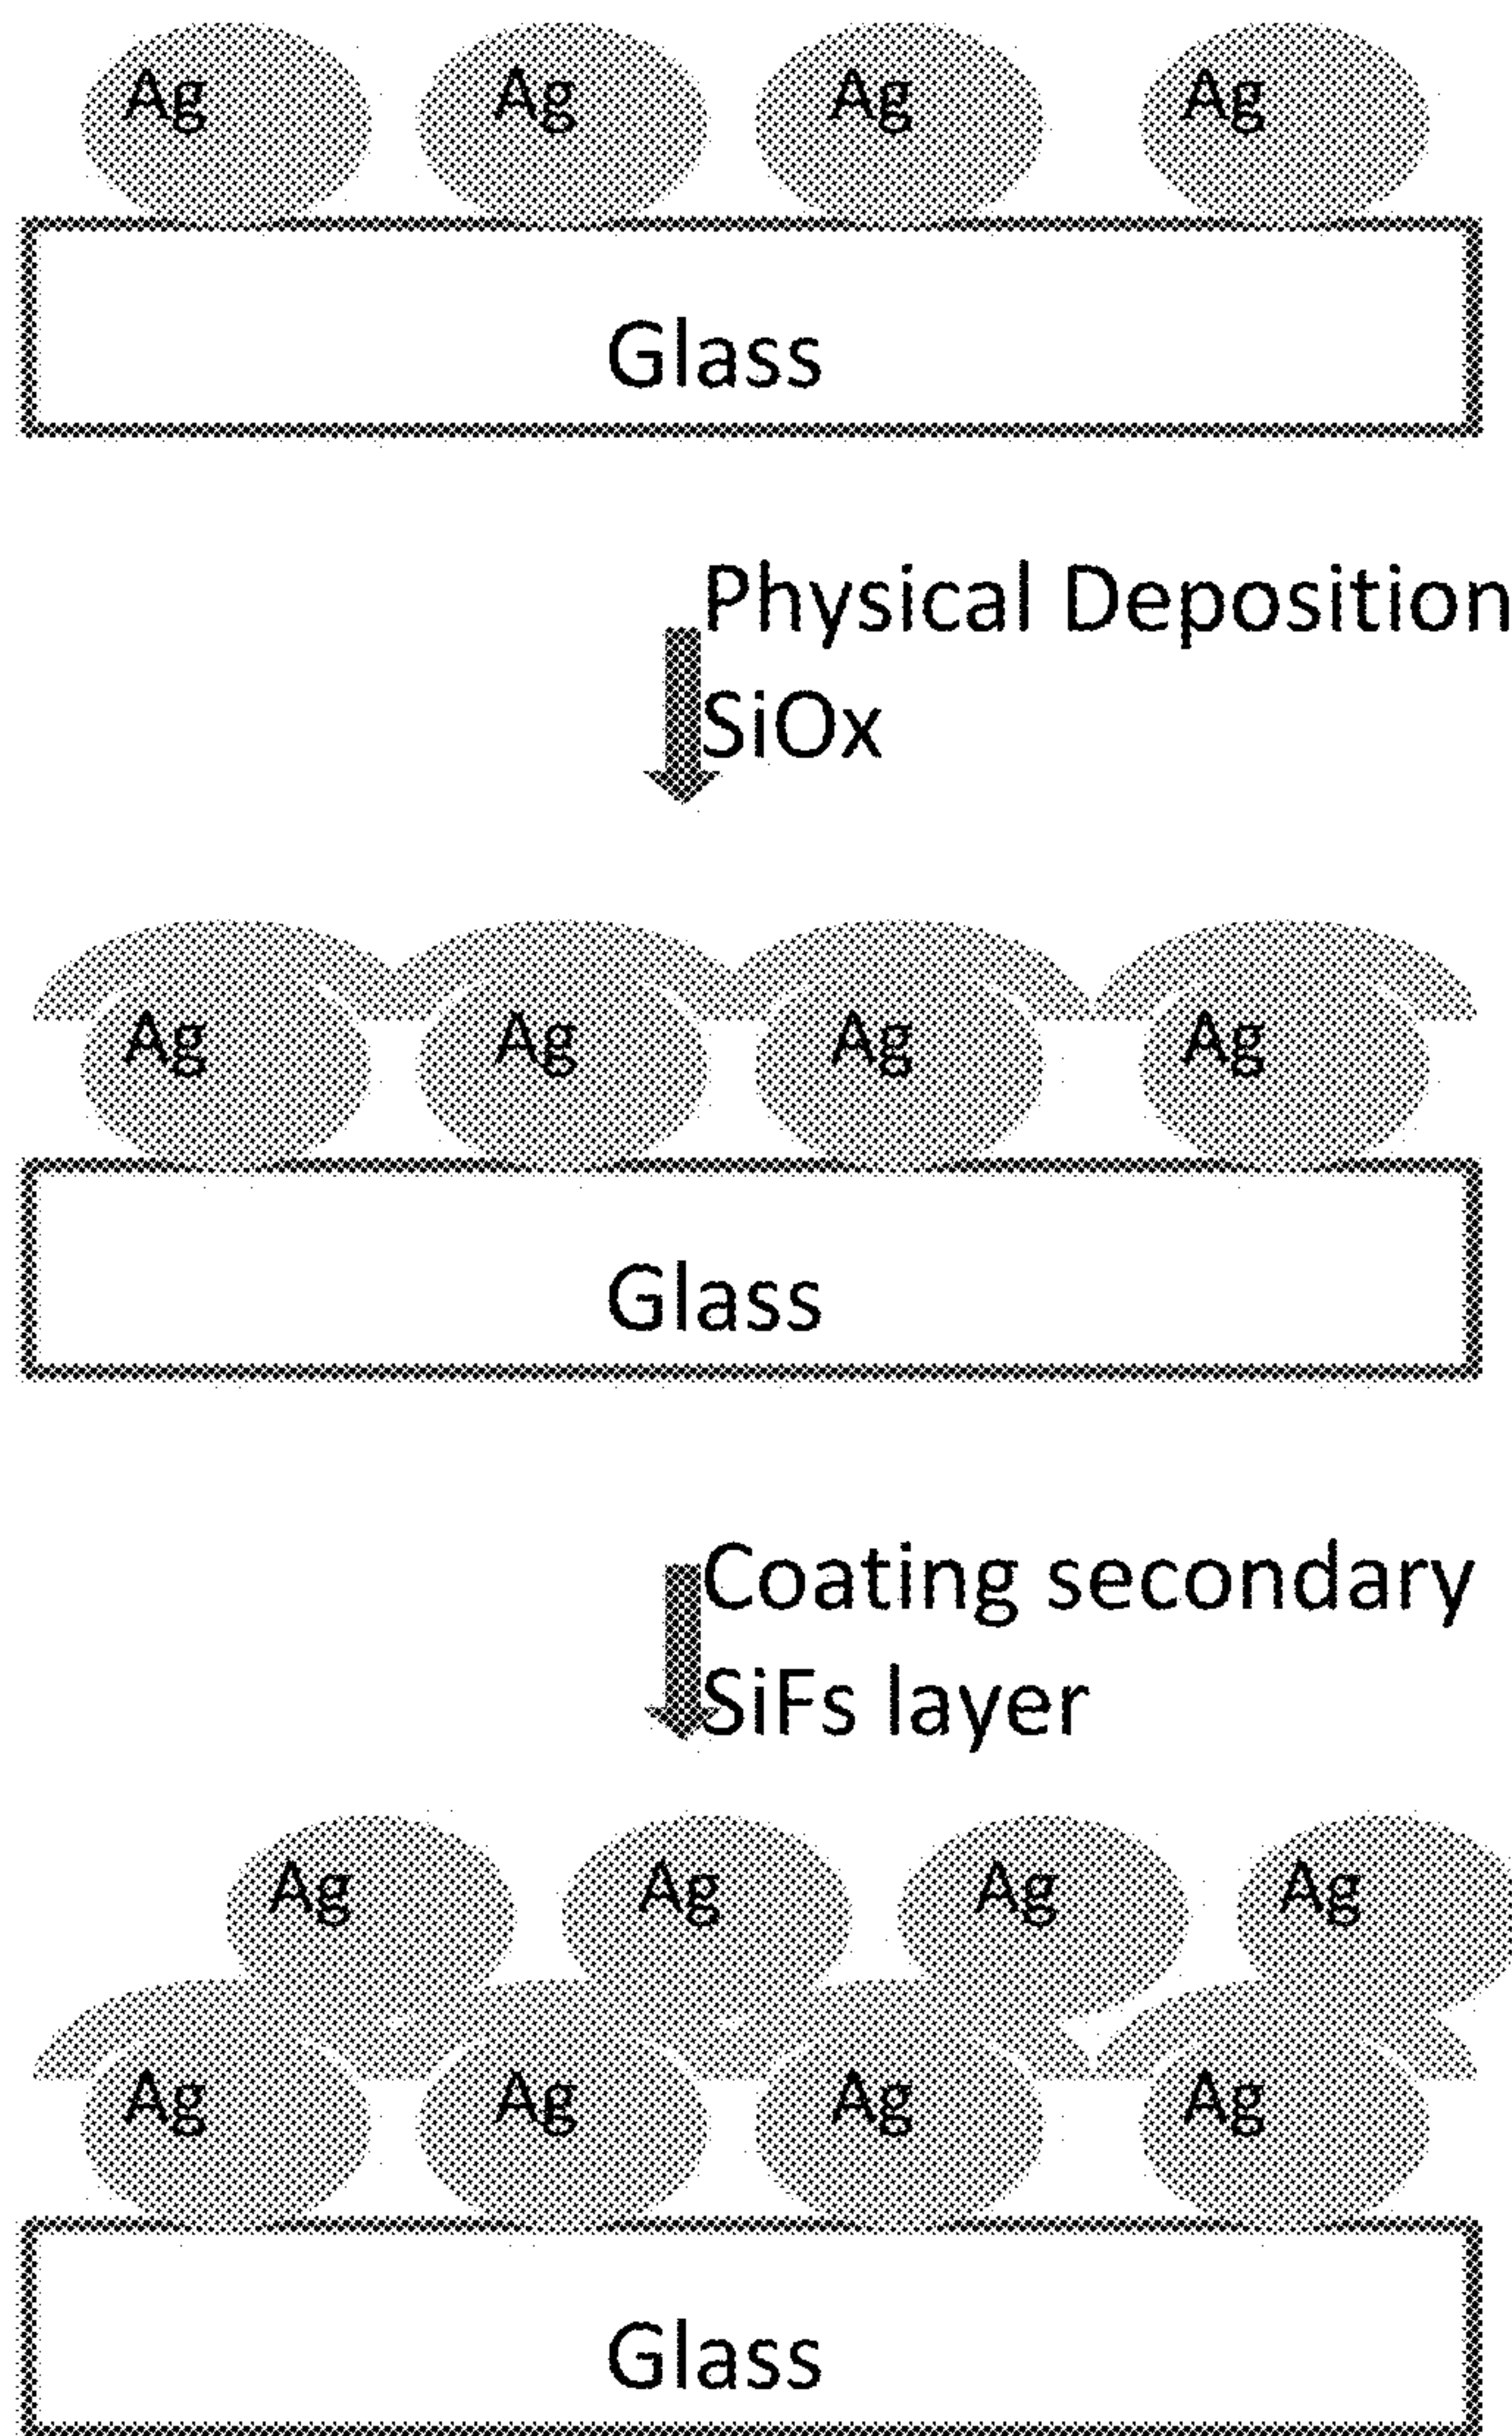 Ag Ag Ag Ag
Glass
Physical Deposition
SiOx
Ag Ag Ag Ag
Glass
Coating secondary
SiFs layer
Ag Ag Ag Ag
Ag Ag Ag Ag
Glass